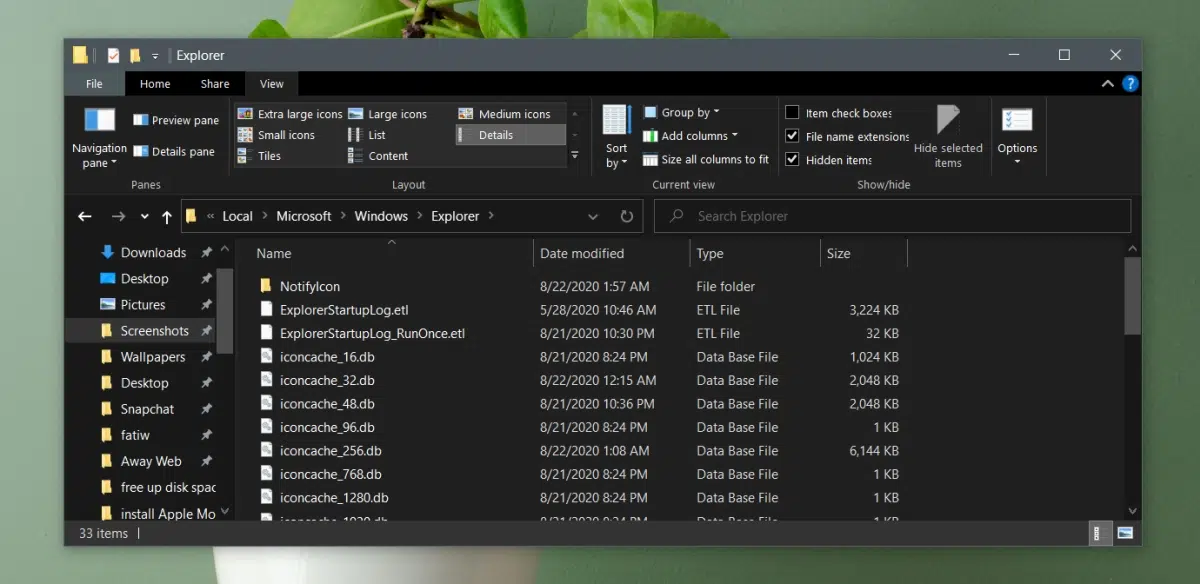 Explorer
File Home Share View
Extra large icons Large icons Medium icons
Small icons List Details
Tiles Content
Preview pane
Details pane
Navigation pane
Sort by
Group by
Add columns
Size all columns to fit
Item check boxes
File name extensions
Hidden items
Hide selected items
Options
Panes Layout Current view Show/hide
« Local > Microsoft > Windows > Explorer >
Search Explorer
Downloads
Desktop
Pictures
Screenshots
Wallpapers
Desktop
Snapchat
fatiw
Away Web
free up disk spac
install Apple Mo
Name Date modified Type Size
NotifyIcon 8/22/2020 1:57 AM File folder
ExplorerStartupLog.etl 5/28/2020 10:46 AM ETL File 3,224 KB
ExplorerStartupLog_RunOnce.etl 8/21/2020 10:30 PM ETL File 32 KB
iconcache_16.db 8/21/2020 8:24 PM Data Base File 1,024 KB
iconcache_32.db 8/22/2020 12:15 AM Data Base File 2,048 KB
iconcache_48.db 8/21/2020 10:36 PM Data Base File 2,048 KB
iconcache_96.db 8/21/2020 8:24 PM Data Base File 1 KB
iconcache_256.db 8/22/2020 1:08 AM Data Base File 6,144 KB
iconcache_768.db 8/21/2020 8:24 PM Data Base File 1 KB
iconcache_1280.db 8/21/2020 8:24 PM Data Base File 1 KB
33 items